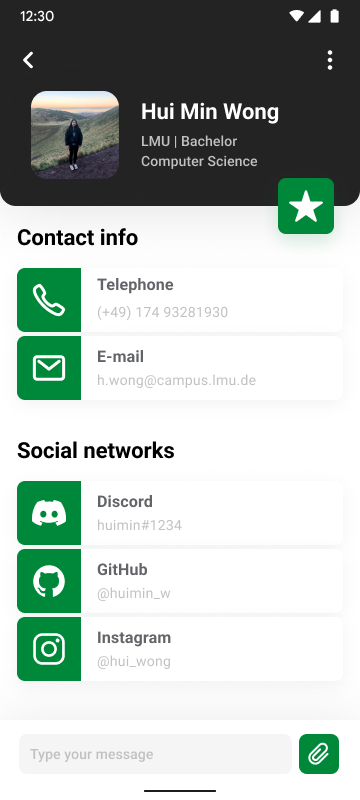 12:30
Hui Min Wong
LMU | Bachelor
Computer Science
Contact info
Telephone
(+49) 174 93281930
E-mail
h.wong@campus.lmu.de
Social networks
Discord
huimin#1234
GitHub
@huimin_w
Instagram
@hui_wong
Type your message